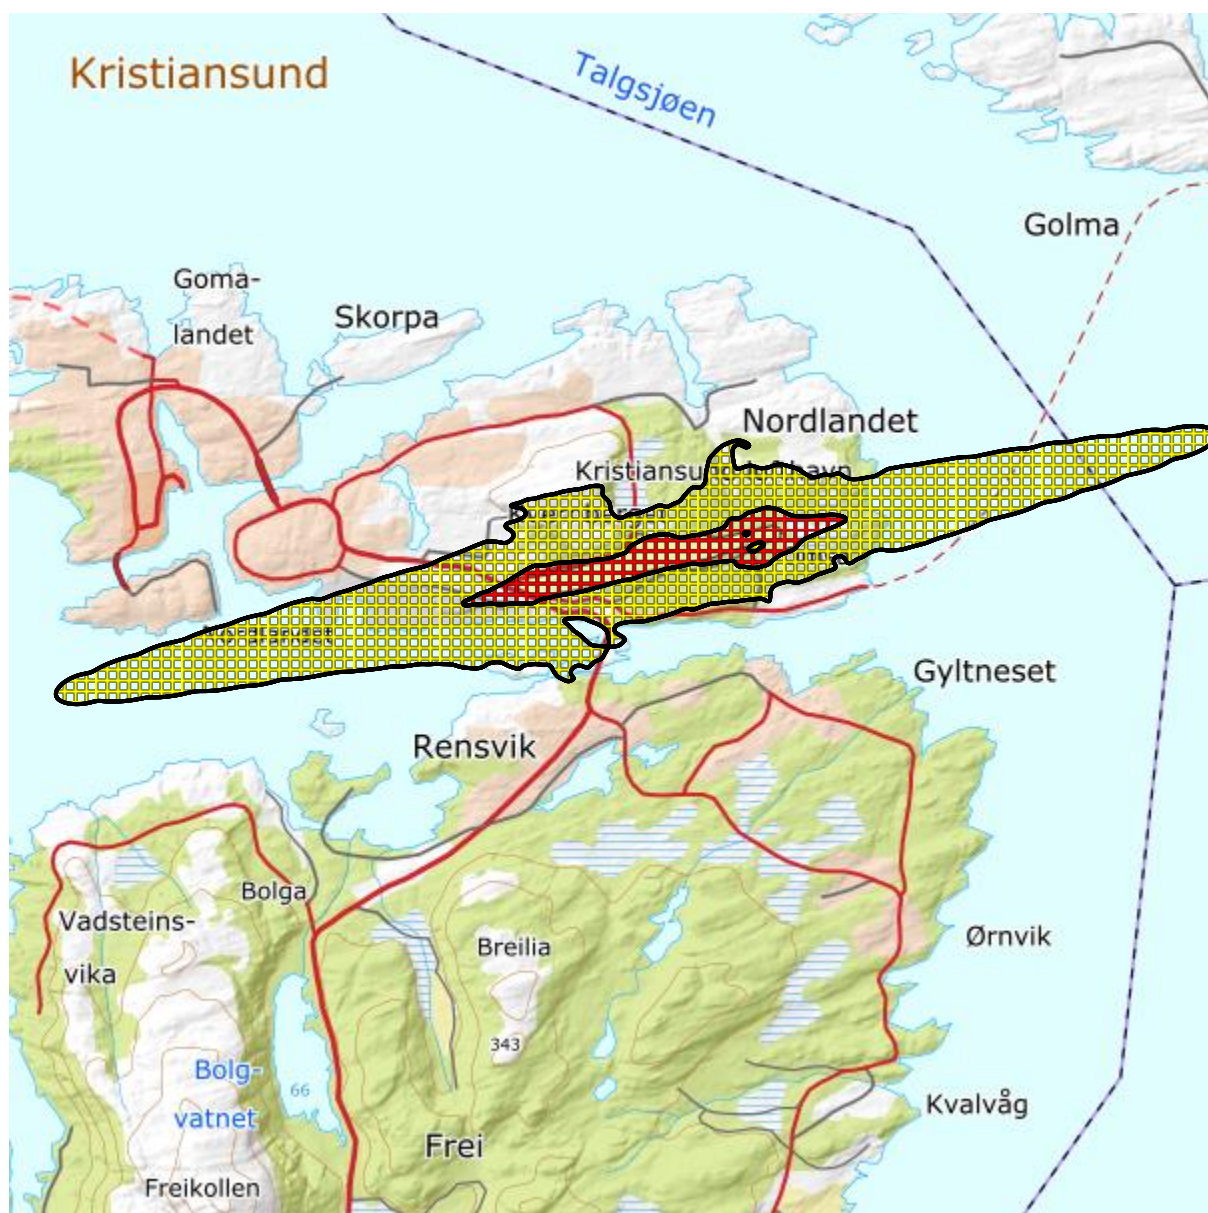 Kristiansund
Talgsjøen
Golma
Goma-
landet
Skorpa
Nordlandet
Gyltneset
Rensvik
Bolga
Vadsteins-
vika
Breilia
Ørnvik
343
Bolg-
vatnet
66
Kvalvåg
Frei
Freikollen